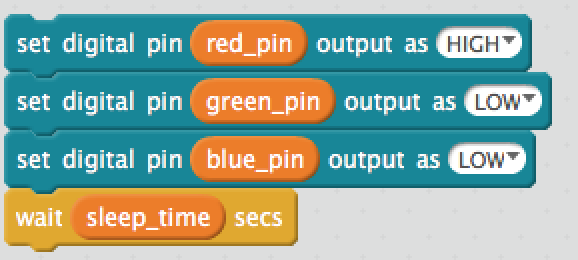 set digital pin red_pin output as HIGH
set digital pin green_pin output as LOW
set digital pin blue_pin output as LOW
wait sleep_time secs